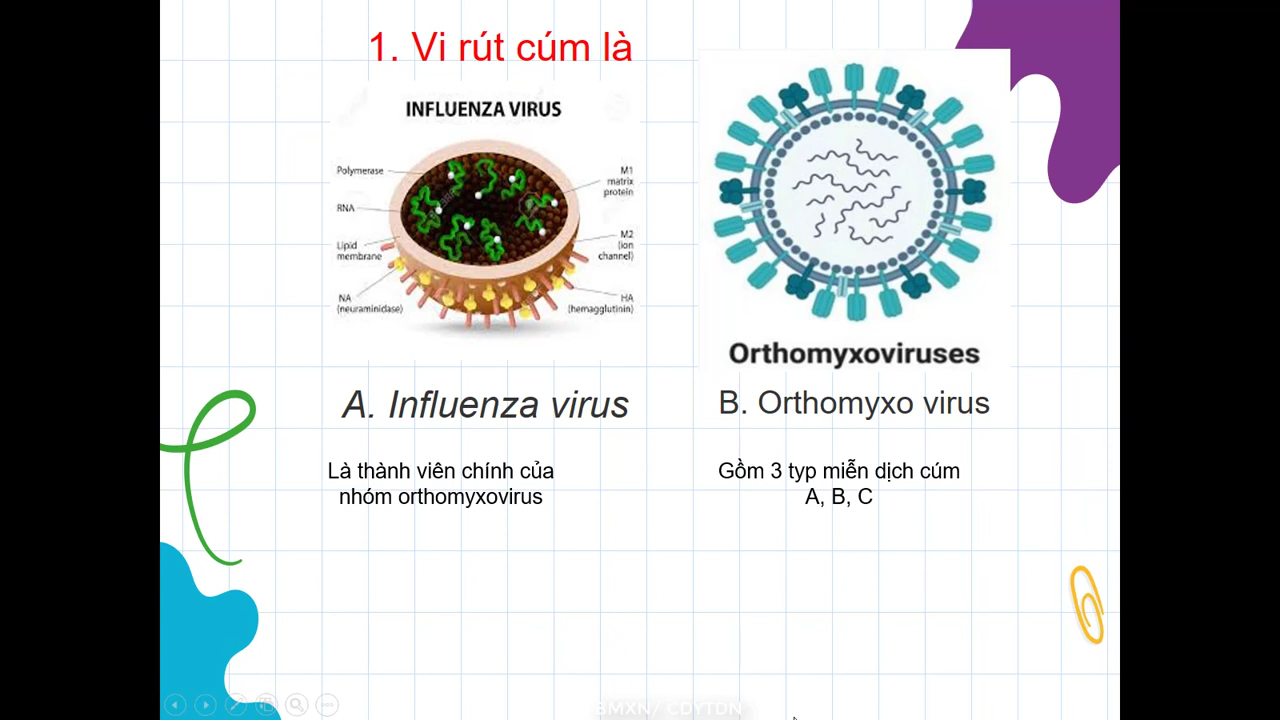 1. Vi rút cúm là
INFLUENZA VIRUS
Polymerase
RNA
Lipid
membrane
NA
(neuraminidase)
M1
matrix
protein
M2
(ion
channel)
HA
(hemagglutinin)
Orthomyxoviruses
A. Influenza virus
B. Orthomyxo virus
Là thành viên chính của
nhóm orthomyxovirus
Gồm 3 typ miễn dịch cúm
A, B, C
BMXN/ CDYTDN